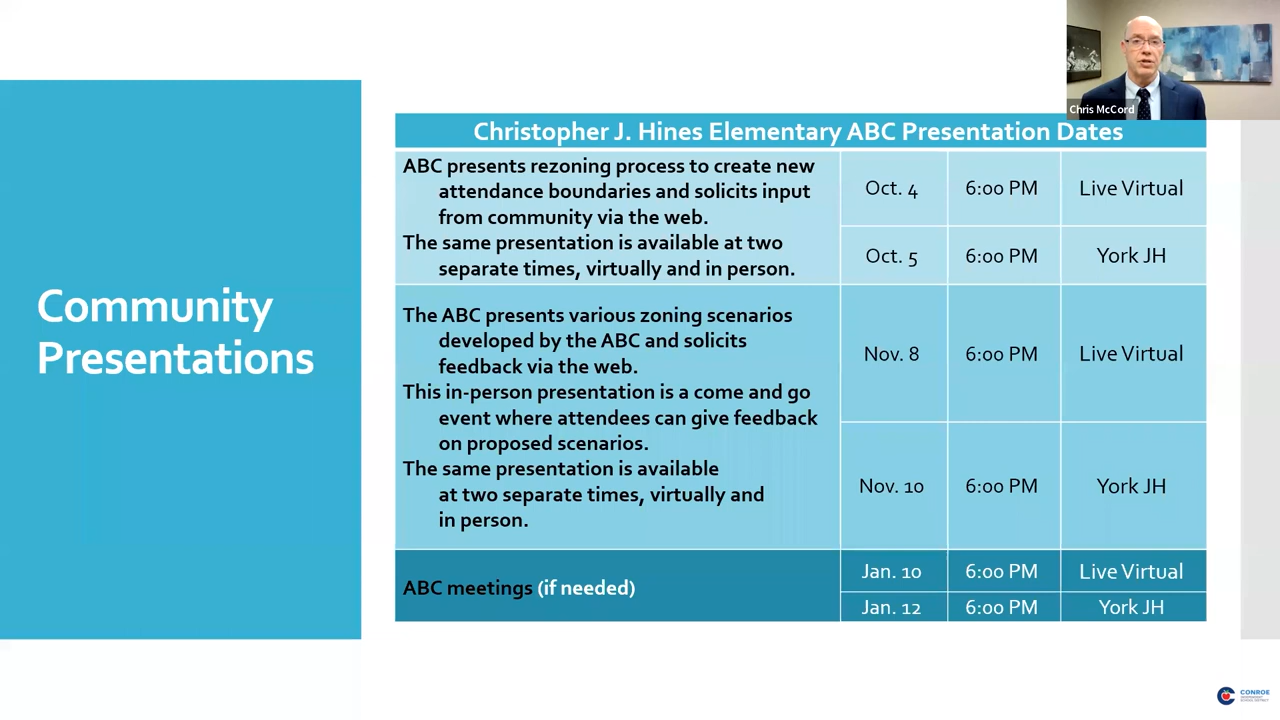 Chris McCord
Community
Presentations
Christopher J. Hines Elementary ABC Presentation Dates
ABC presents rezoning process to create new
attendance boundaries and solicits input
from community via the web.
The same presentation is available at two
separate times, virtually and in person.
Oct. 4 6:00 PM Live Virtual
Oct. 5 6:00 PM York JH
The ABC presents various zoning scenarios
developed by the ABC and solicits
feedback via the web.
This in-person presentation is a come and go
event where attendees can give feedback
on proposed scenarios.
The same presentation is available
at two separate times, virtually and
in person.
Nov. 8 6:00 PM Live Virtual
Nov. 10 6:00 PM York JH
ABC meetings (if needed)
Jan. 10 6:00 PM Live Virtual
Jan. 12 6:00 PM York JH
CONROE